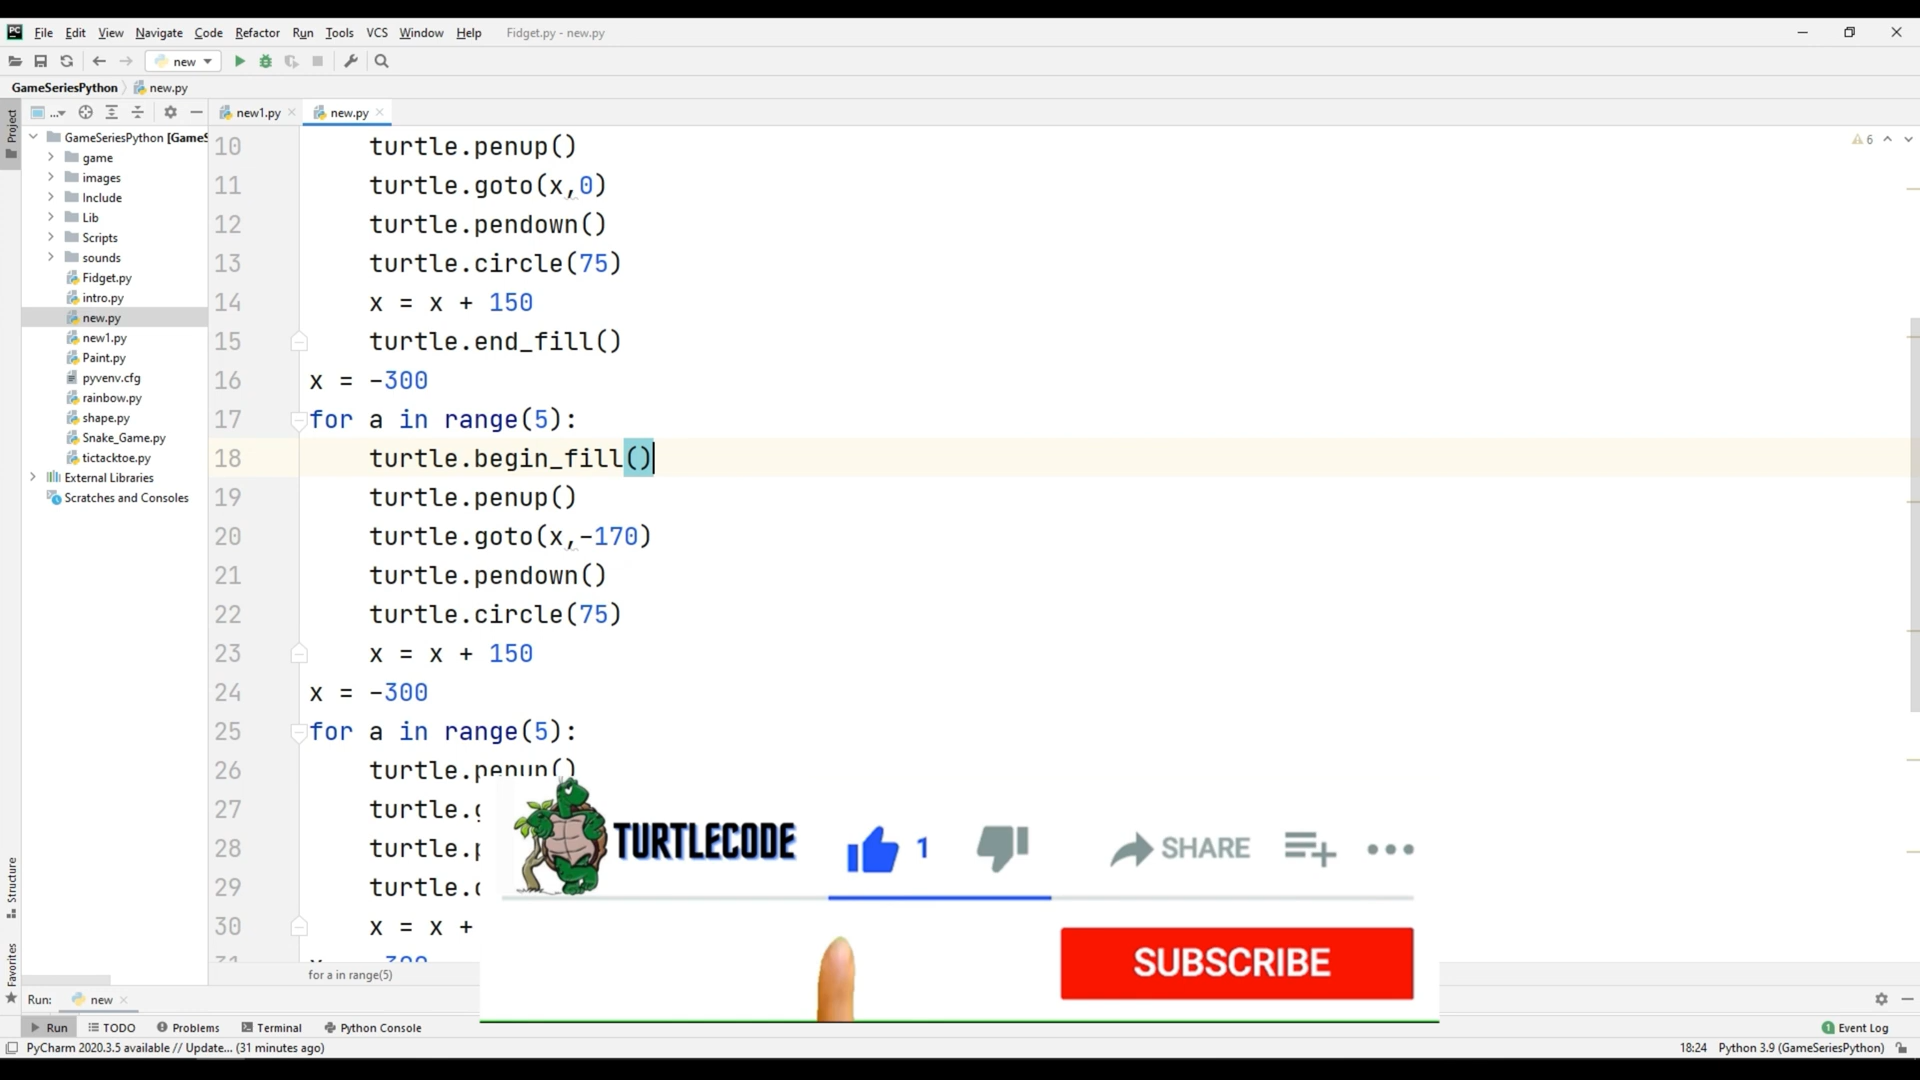 File Edit View Navigate Code Refactor Run Tools VCS Window Help Fidget.py - new.py
new
GameSeriesPython new.py
... new1.py new.py
Project
GameSeriesPython [GameS
game
images
Include
Lib
Scripts
sounds
Fidget.py
intro.py
new.py
new1.py
Paint.py
pyvenv.cfg
rainbow.py
shape.py
Snake_Game.py
tictacktoe.py
External Libraries
Scratches and Consoles
6
10 turtle.penup()
11 turtle.goto(x,0)
12 turtle.pendown()
13 turtle.circle(75)
14 x = x + 150
15 turtle.end_fill()
16 x = -300
17 for a in range(5):
18 turtle.begin_fill()
19 turtle.penup()
20 turtle.goto(x,-170)
21 turtle.pendown()
22 turtle.circle(75)
23 x = x + 150
24 x = -300
25 for a in range(5):
26 turtle.penup()
27 turtle.
28 turtle.
29 turtle.
30 x = x +
for a in range(5)
TURTLECODE
1 SHARE
SUBSCRIBE
Structure
Favorites
Run: new
Run TODO Problems Terminal Python Console Event Log
PyCharm 2020.3.5 available // Update... (31 minutes ago) 18:24 Python 3.9 (GameSeriesPython)